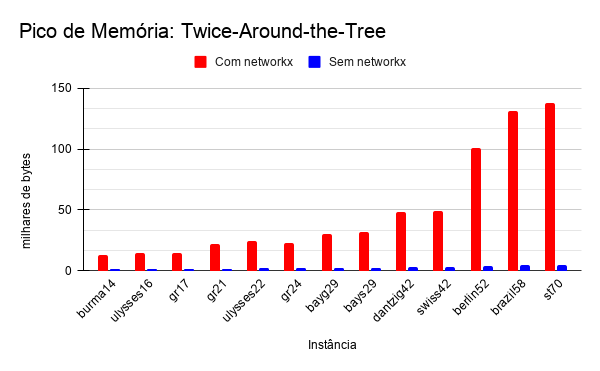 Pico de Memória: Twice-Around-the-Tree
Com networkx
Sem networkx
milhares de bytes
150
100
50
0
burma14
ulysses16
gr17
gr21
ulysses22
gr24
bayg29
bays29
dantzig42
swiss42
berlin52
brazil58
st70
Instância